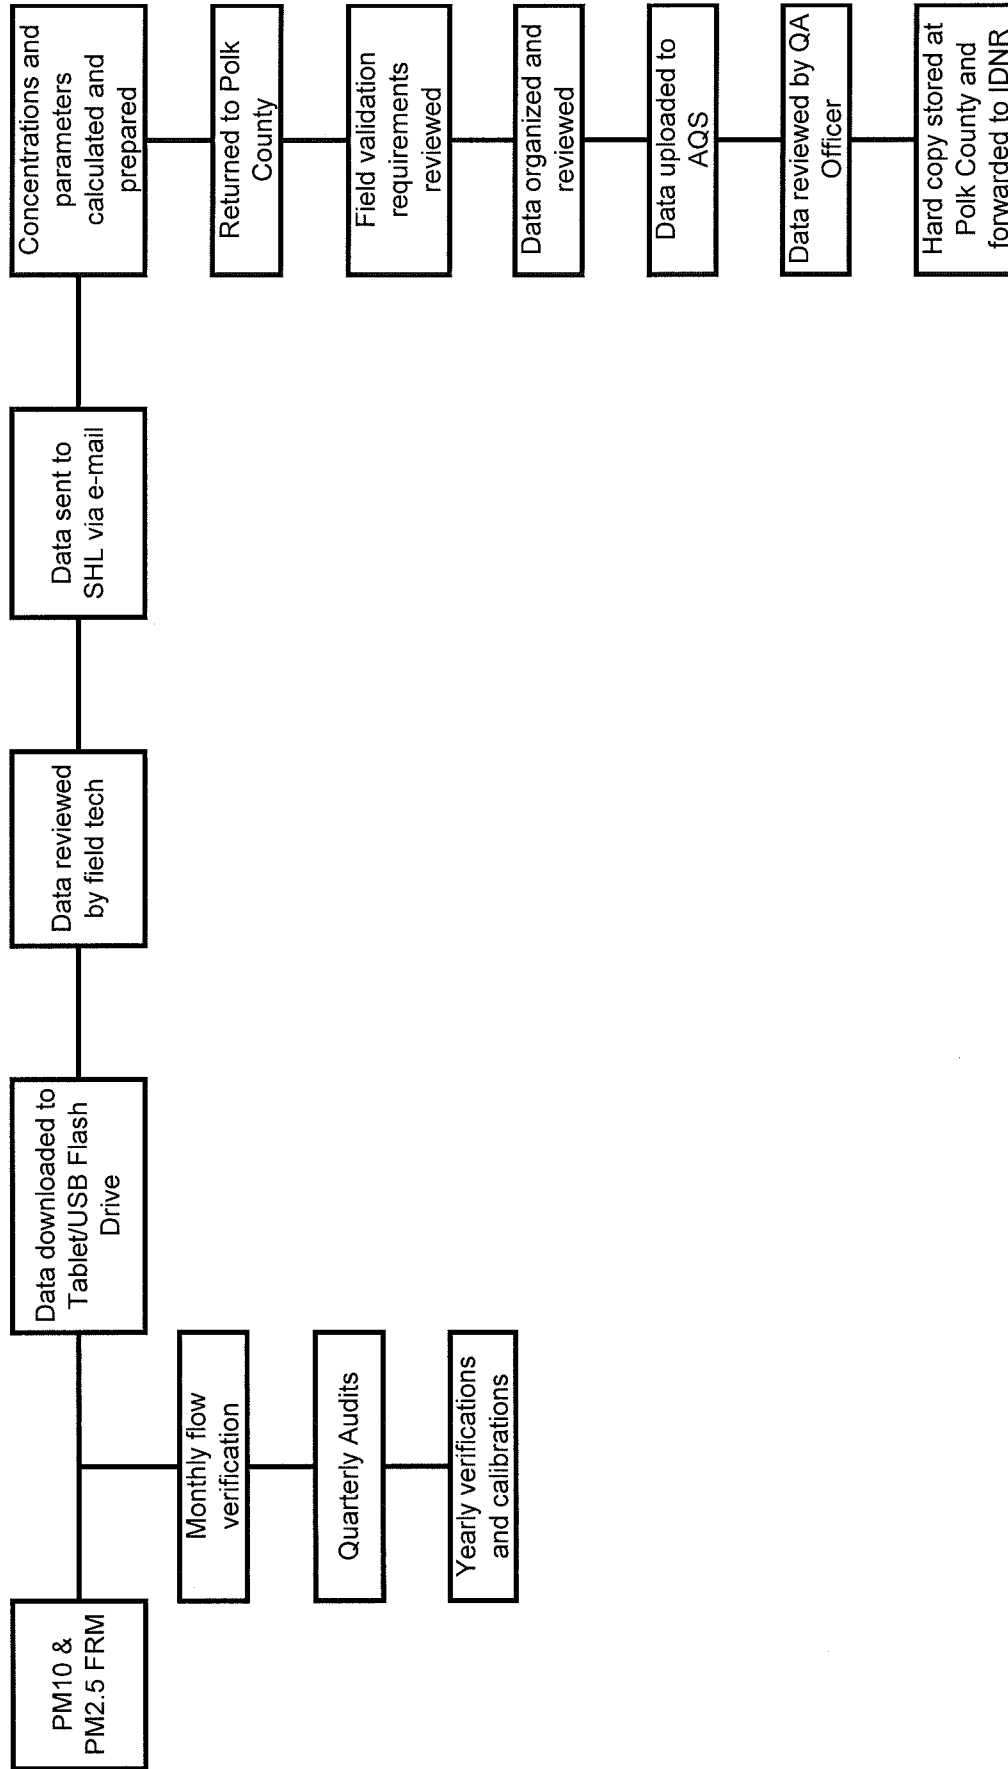 PM10 &
PM2.5 FRM
Data downloaded to
Tablet/USB Flash
Drive
Data reviewed
by field tech
Data sent to
SHL via e-mail
Concentrations and
parameters
calculated and
prepared
Monthly flow
verification
Quarterly Audits
Yearly verifications
and calibrations
Returned to Polk
County
Field validation
requirements
reviewed
Data organized and
reviewed
Data uploaded to
AQS
Data reviewed by QA
Officer
Hard copy stored at
Polk County and
forwarded to IDNR